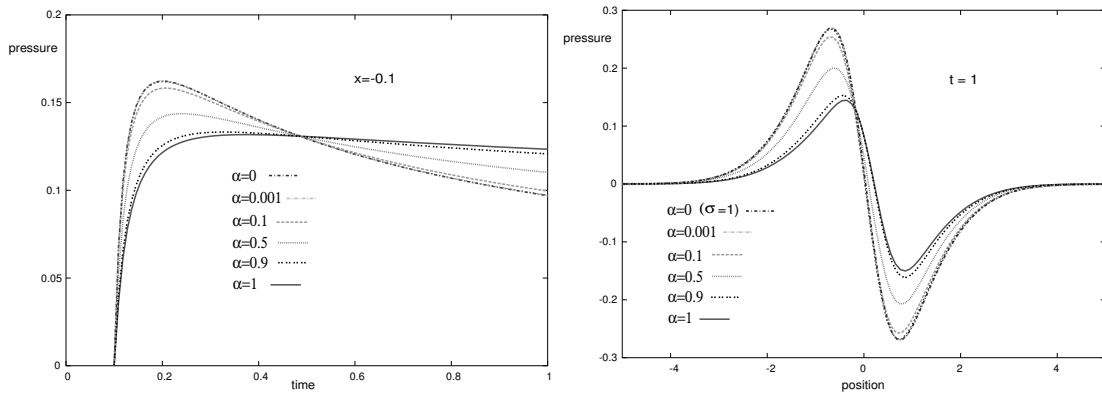 0.2
pressure
0.15
0.1
0.05
0
x=-0.1
α=0
α=0.001
α=0.1
α=0.5
α=0.9
α=1
0
0.2
0.4
0.6
0.8
1
time
0.3
pressure
0.2
0.1
0
-0.1
-0.2
-0.3
t = 1
α=0 (σ=1)
α=0.001
α=0.1
α=0.5
α=0.9
α=1
-4
-2
0
2
4
position